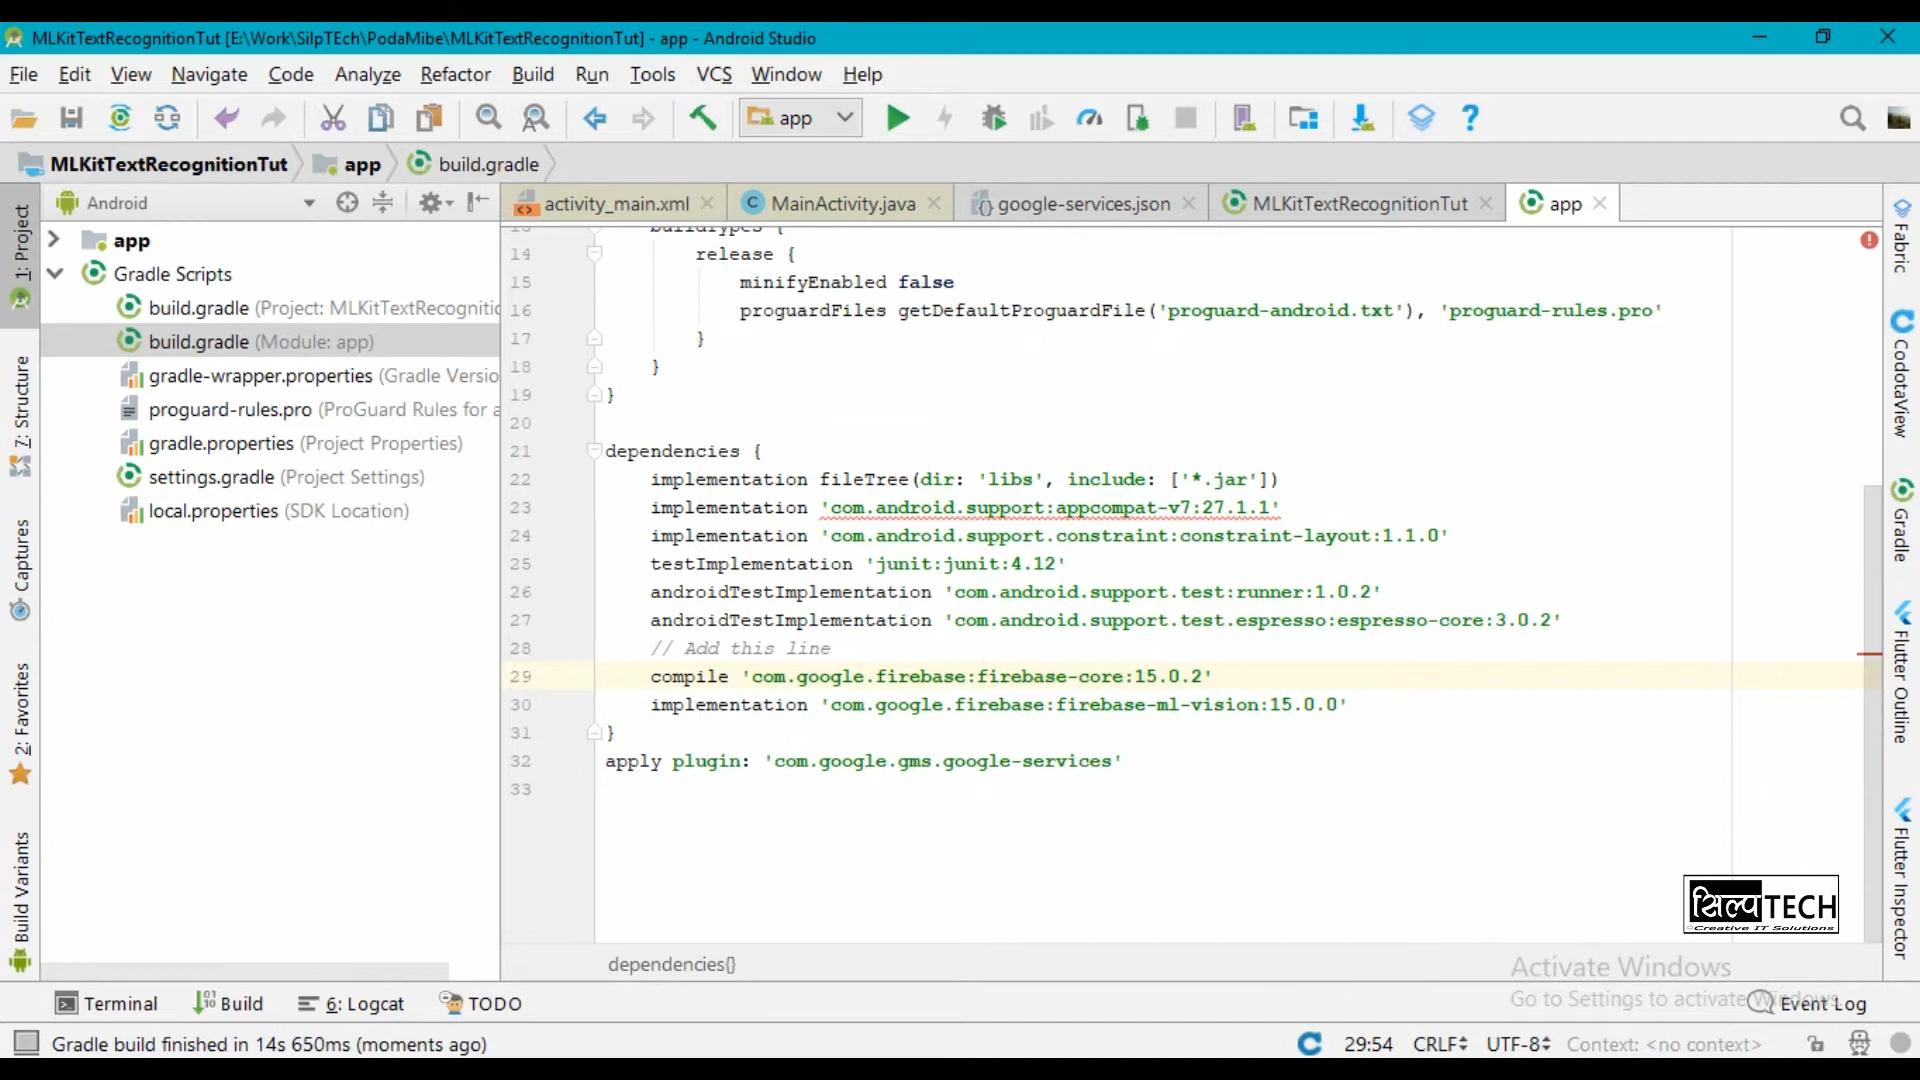 MLKitTextRecognitionTut [E:\Work\SilpTEch\PodaMibe\MLKitTextRecognitionTut] - app - Android Studio
File Edit View Navigate Code Analyze Refactor Build Run Tools VCS Window Help
app
MLKitTextRecognitionTut app build.gradle
Android
activity_main.xml MainActivity.java google-services.json MLKitTextRecognitionTut app
1: Project
7: Structure
Captures
2: Favorites
Build Variants
app
Gradle Scripts
build.gradle (Project: MLKitTextRecognitio
build.gradle (Module: app)
gradle-wrapper.properties (Gradle Versio
proguard-rules.pro (ProGuard Rules for a
gradle.properties (Project Properties)
settings.gradle (Project Settings)
local.properties (SDK Location)
13 buildTypes {
14 release {
15 minifyEnabled false
16 proguardFiles getDefaultProguardFile('proguard-android.txt'), 'proguard-rules.pro'
17 }
18 }
19 }
20
21 dependencies {
22 implementation fileTree(dir: 'libs', include: ['*.jar'])
23 implementation 'com.android.support:appcompat-v7:27.1.1'
24 implementation 'com.android.support.constraint:constraint-layout:1.1.0'
25 testImplementation 'junit:junit:4.12'
26 androidTestImplementation 'com.android.support.test:runner:1.0.2'
27 androidTestImplementation 'com.android.support.test.espresso:espresso-core:3.0.2'
28 // Add this line
29 compile 'com.google.firebase:firebase-core:15.0.2'
30 implementation 'com.google.firebase:firebase-ml-vision:15.0.0'
31 }
32 apply plugin: 'com.google.gms.google-services'
33
dependencies{}
Fabric
CodotaView
Gradle
Flutter Outline
Flutter Inspector
सिल्पTECH
Creative IT Solutions
Activate Windows
Go to Settings to activate Windows.
Terminal Build 6: Logcat TODO Event Log
Gradle build finished in 14s 650ms (moments ago) 29:54 CRLF UTF-8 Context: <no context>